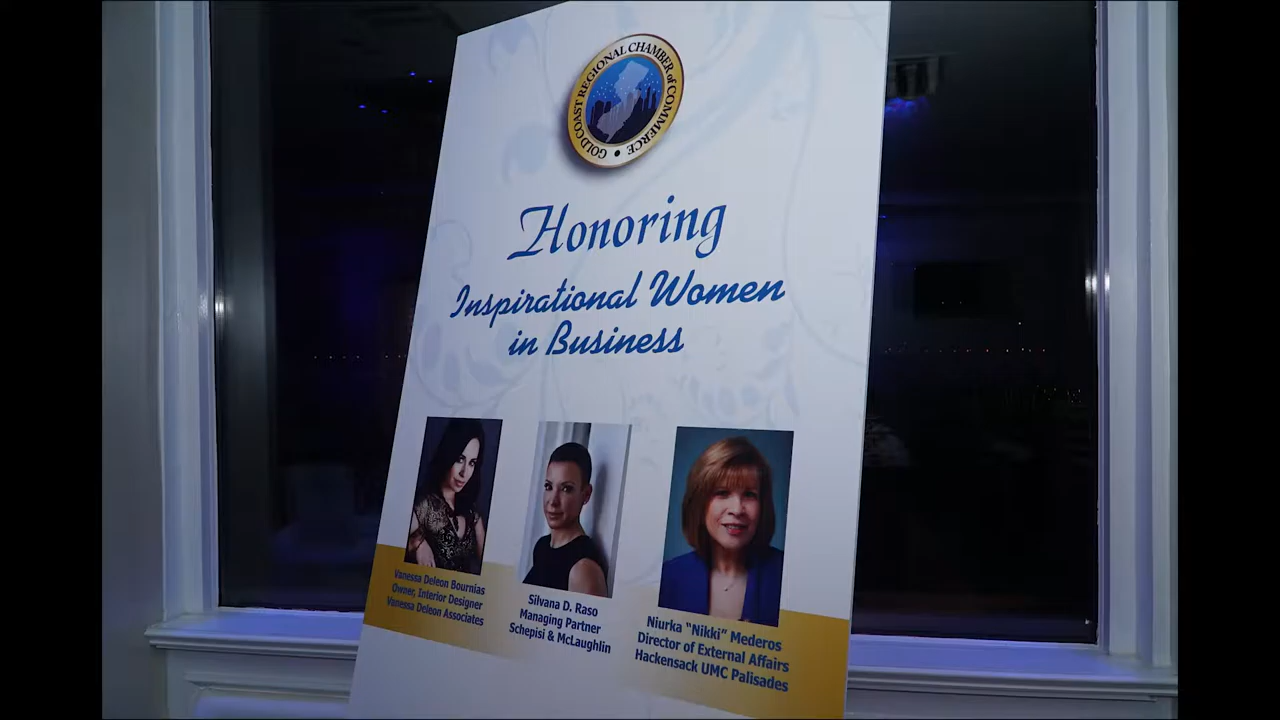 GOLD COAST REGIONAL CHAMBER of COMMERCE
Honoring
Inspirational Women
in Business
Vanessa Deleon Bournias
Owner, Interior Designer
Vanessa Deleon Associates
Silvana D. Raso
Managing Partner
Schepisi & McLaughlin
Niurka "Nikki" Mederos
Director of External Affairs
Hackensack UMC Palisades